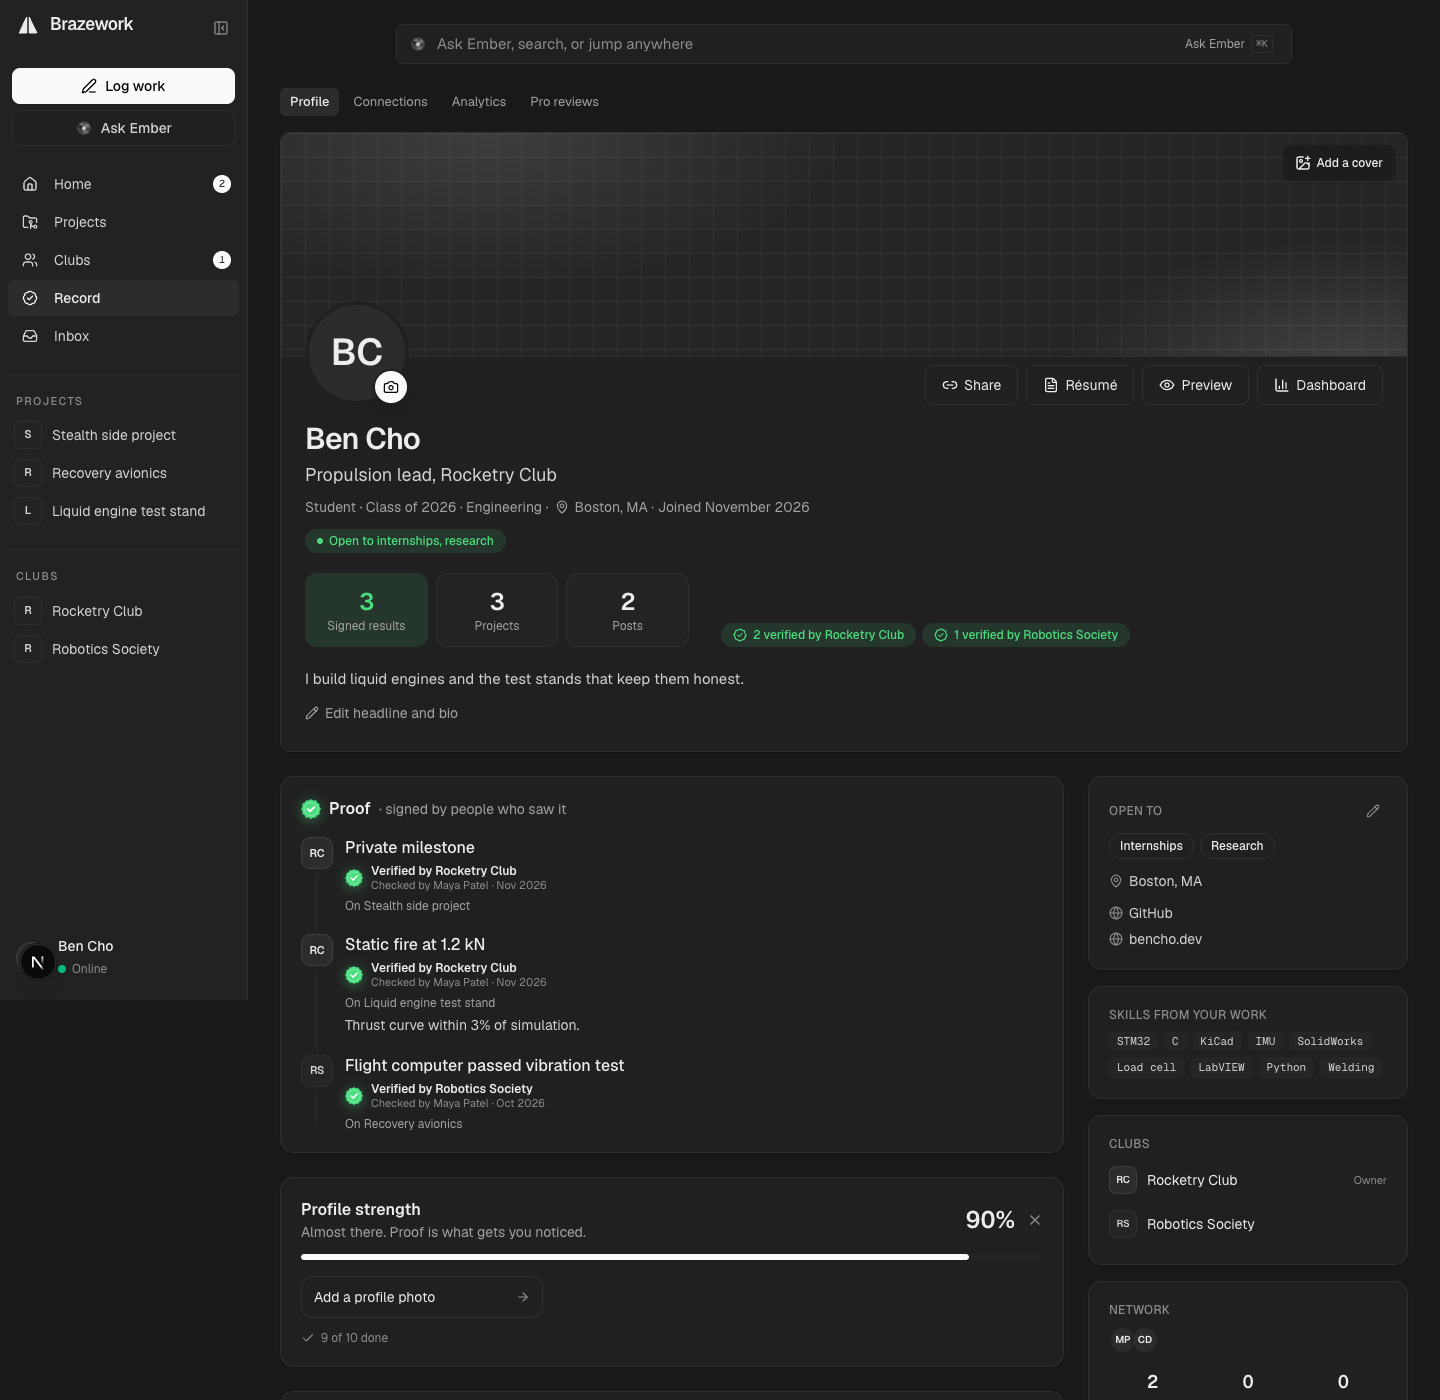 Brazework
Log work
Ask Ember
Home 2
Projects
Clubs 1
Record
Inbox
PROJECTS
S Stealth side project
R Recovery avionics
L Liquid engine test stand
CLUBS
R Rocketry Club
R Robotics Society
N
Ben Cho
Online
Ask Ember, search, or jump anywhere
Ask Ember ⌘K
Profile Connections Analytics Pro reviews
Add a cover
BC
Share Résumé Preview Dashboard
Ben Cho
Propulsion lead, Rocketry Club
Student · Class of 2026 · Engineering · Boston, MA · Joined November 2026
Open to internships, research
3 Signed results
3 Projects
2 Posts
2 verified by Rocketry Club 1 verified by Robotics Society
I build liquid engines and the test stands that keep them honest.
Edit headline and bio
Proof · signed by people who saw it
RC Private milestone
Verified by Rocketry Club
Checked by Maya Patel · Nov 2026
On Stealth side project
RC Static fire at 1.2 kN
Verified by Rocketry Club
Checked by Maya Patel · Nov 2026
On Liquid engine test stand
Thrust curve within 3% of simulation.
RS Flight computer passed vibration test
Verified by Robotics Society
Checked by Maya Patel · Oct 2026
On Recovery avionics
Profile strength
Almost there. Proof is what gets you noticed.
90%
Add a profile photo
9 of 10 done
OPEN TO
Internships Research
Boston, MA
GitHub
bencho.dev
SKILLS FROM YOUR WORK
STM32 C KiCad IMU SolidWorks
Load cell LabVIEW Python Welding
CLUBS
RC Rocketry Club Owner
RS Robotics Society
NETWORK
MP CD
2 0 0